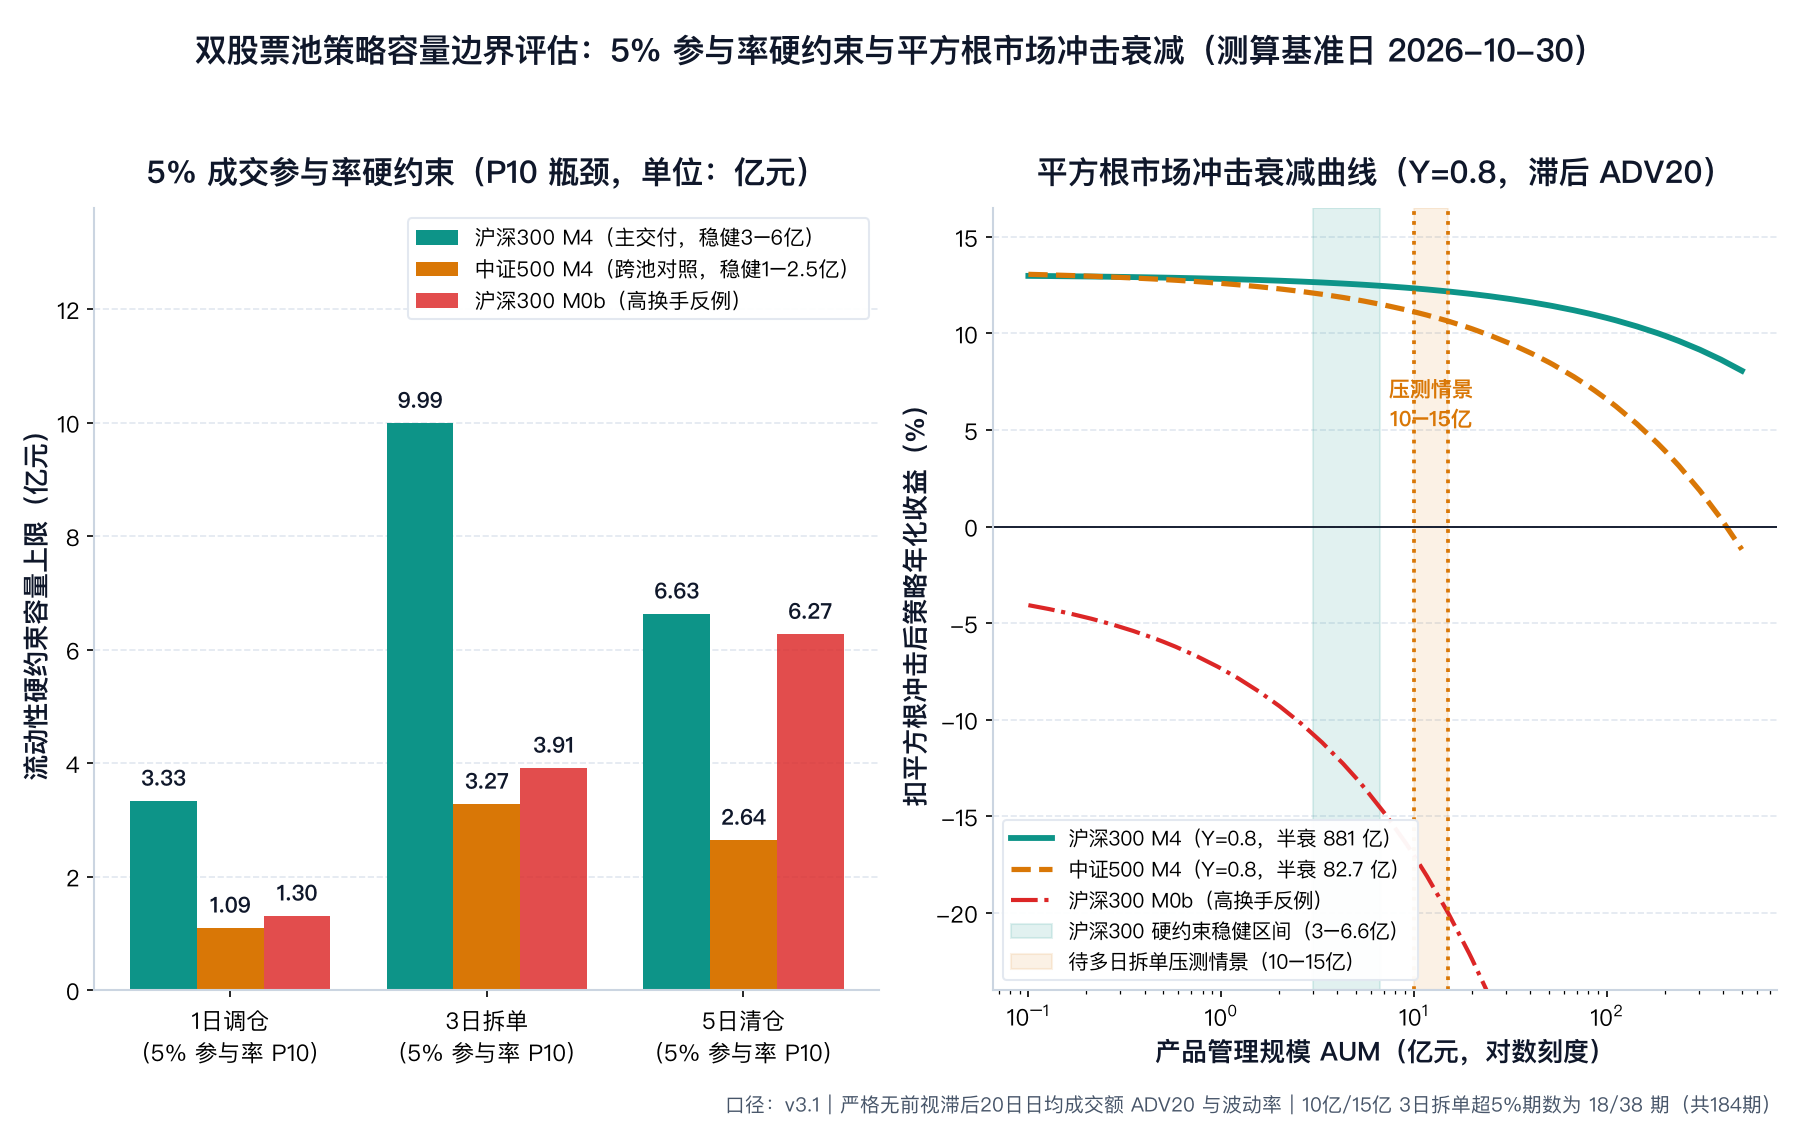 双股票池策略容量边界评估：5% 参与率硬约束与平方根市场冲击衰减（测算基准日 2026-10-30）
5% 成交参与率硬约束（P10 瓶颈，单位：亿元）
沪深300 M4（主交付，稳健3-6亿）
中证500 M4（跨池对照，稳健1-2.5亿）
沪深300 M0b（高换手反例）
流动性硬约束容量上限（亿元）
12
10
8
6
4
2
0
3.33
1.09
1.30
9.99
3.27
3.91
6.63
2.64
6.27
1日调仓
（5% 参与率 P10）
3日拆单
（5% 参与率 P10）
5日清仓
（5% 参与率 P10）
平方根市场冲击衰减曲线（Y=0.8，滞后 ADV20）
扣平方根冲击后策略年化收益（%）
15
10
5
0
-5
-10
-15
-20
压测情景
10-15亿
沪深300 M4（Y=0.8，半衰 881 亿）
中证500 M4（Y=0.8，半衰 82.7 亿）
沪深300 M0b（高换手反例）
沪深300 硬约束稳健区间（3-6.6亿）
待多日拆单压测情景（10-15亿）
10⁻¹
10⁰
10¹
10²
产品管理规模 AUM（亿元，对数刻度）
口径：v3.1 | 严格无前视滞后20日日均成交额 ADV20 与波动率 | 10亿/15亿 3日拆单超5%期数为 18/38 期（共184期）